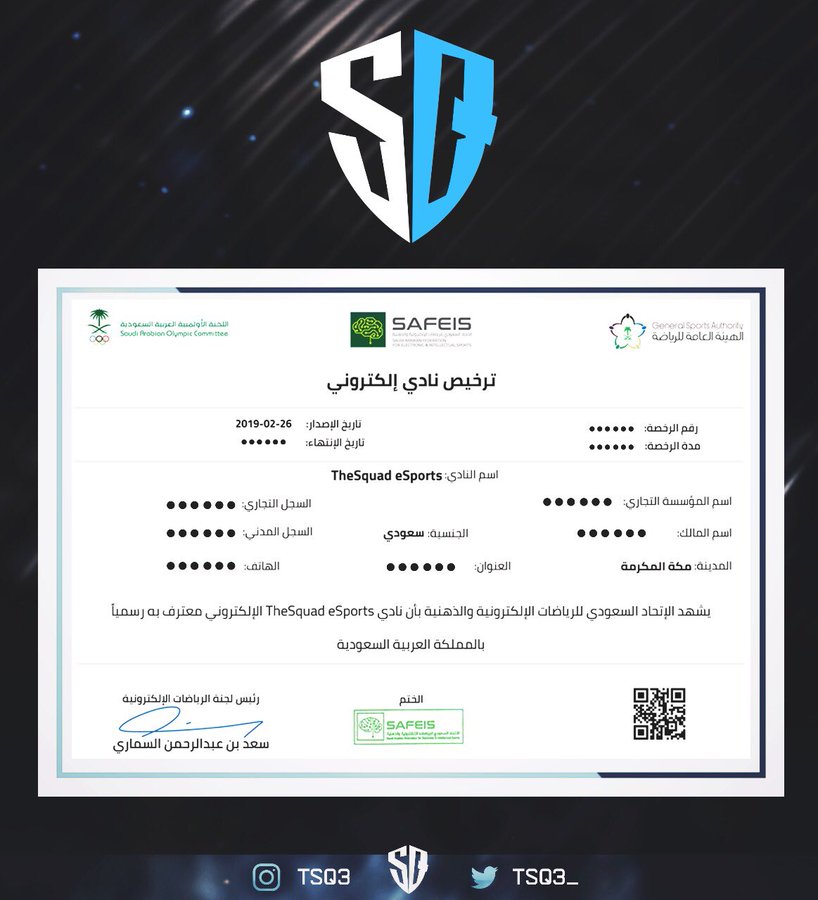 SQ
اللجنة الأولمبية العربية السعودية
Saudi Arabian Olympic Committee
SAFEIS
SAUDI ARABIAN FEDERATION
FOR ELECTRONIC & INTELLECTUAL SPORTS
General Sports Authority
الهيئة العامة للرياضة
ترخيص نادي إلكتروني
رقم الرخصة: ●●●●●● تاريخ الإصدار: 2019-02-26
مدة الرخصة: ●●●●●● تاريخ الإنتهاء: ●●●●●●
اسم النادي: TheSquad eSports
اسم المؤسسة التجاري: ●●●●●● السجل التجاري: ●●●●●●
اسم المالك: ●●●●●● الجنسية: سعودي السجل المدني: ●●●●●●
المدينة: مكة المكرمة العنوان: ●●●●●● الهاتف: ●●●●●●
يشهد الإتحاد السعودي للرياضات الإلكترونية والذهنية بأن نادي TheSquad eSports الإلكتروني معترف به رسمياً
بالمملكة العربية السعودية
الختم
SAFEIS
رئيس لجنة الرياضات الإلكترونية
سعد بن عبدالرحمن السماري
TSQ3
SQ
TSQ3_